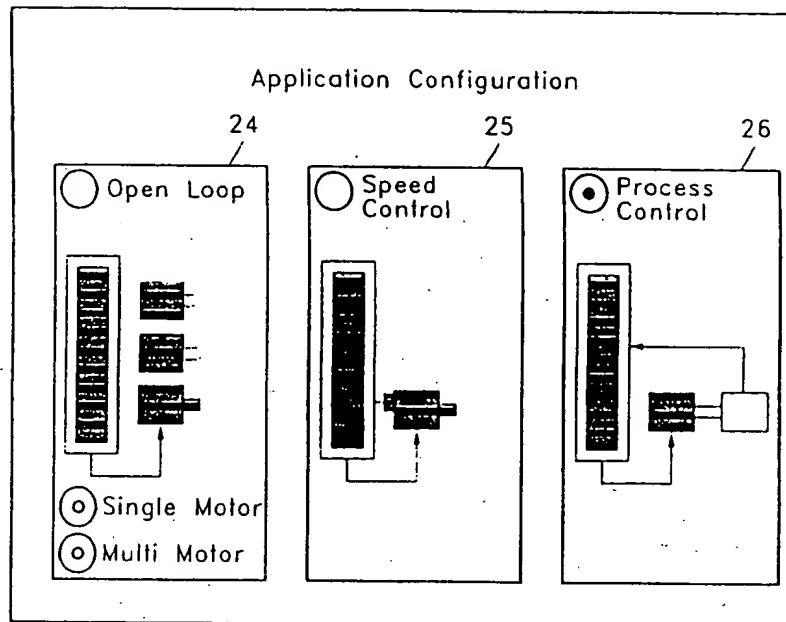 Application Configuration
24
25
26
Open Loop
Speed
Control
Process
Control
Single Motor
Multi Motor